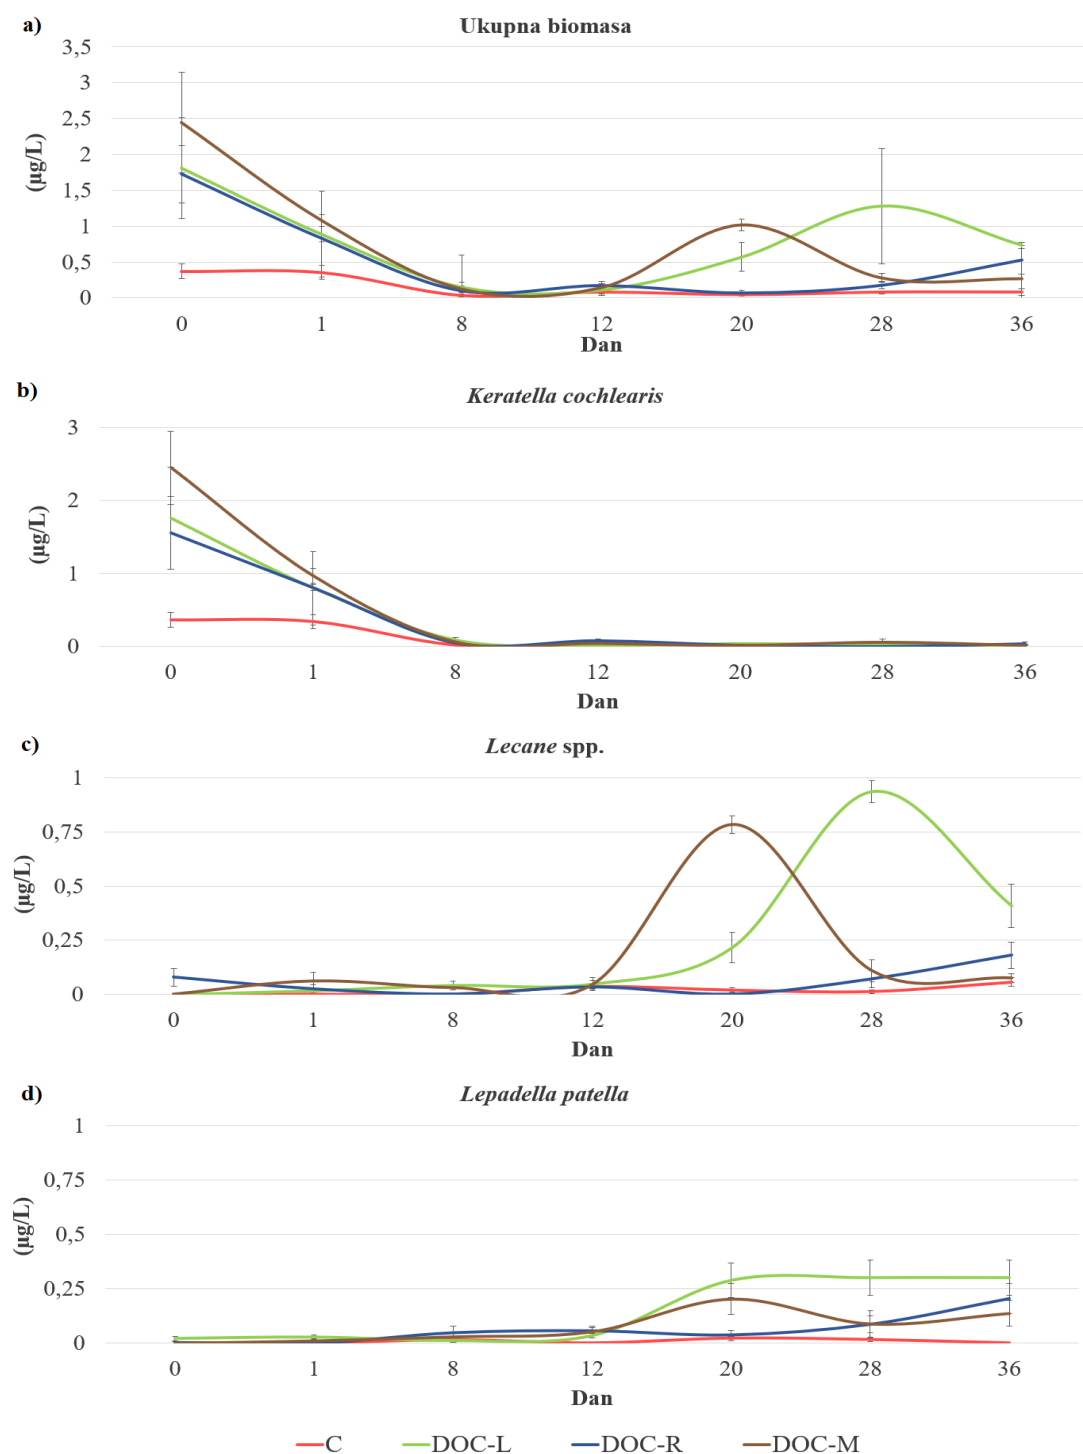 a)
Ukupna biomasa
3,5
3
2,5
2
1,5
1
0,5
0
(µg/L)
0 1 8 12 20 28 36
Dan
b)
Keratella cochlearis
3
2
1
0
(µg/L)
0 1 8 12 20 28 36
Dan
c)
Lecane spp.
1
0,75
0,5
0,25
0
(µg/L)
0 1 8 12 20 28 36
Dan
d)
Lepadella patella
1
0,75
0,5
0,25
0
(µg/L)
0 1 8 12 20 28 36
Dan
C DOC-L DOC-R DOC-M